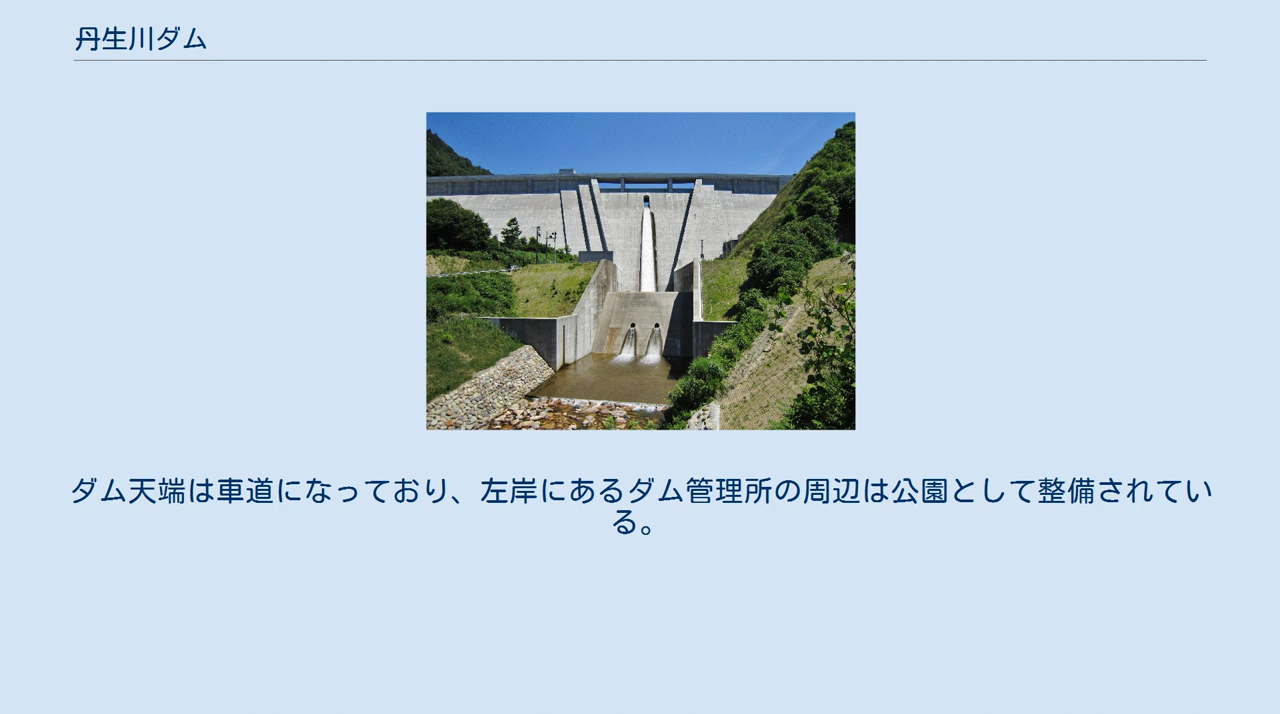 丹生川ダム
ダム天端は車道になっており、左岸にあるダム管理所の周辺は公園として整備されてい
る。